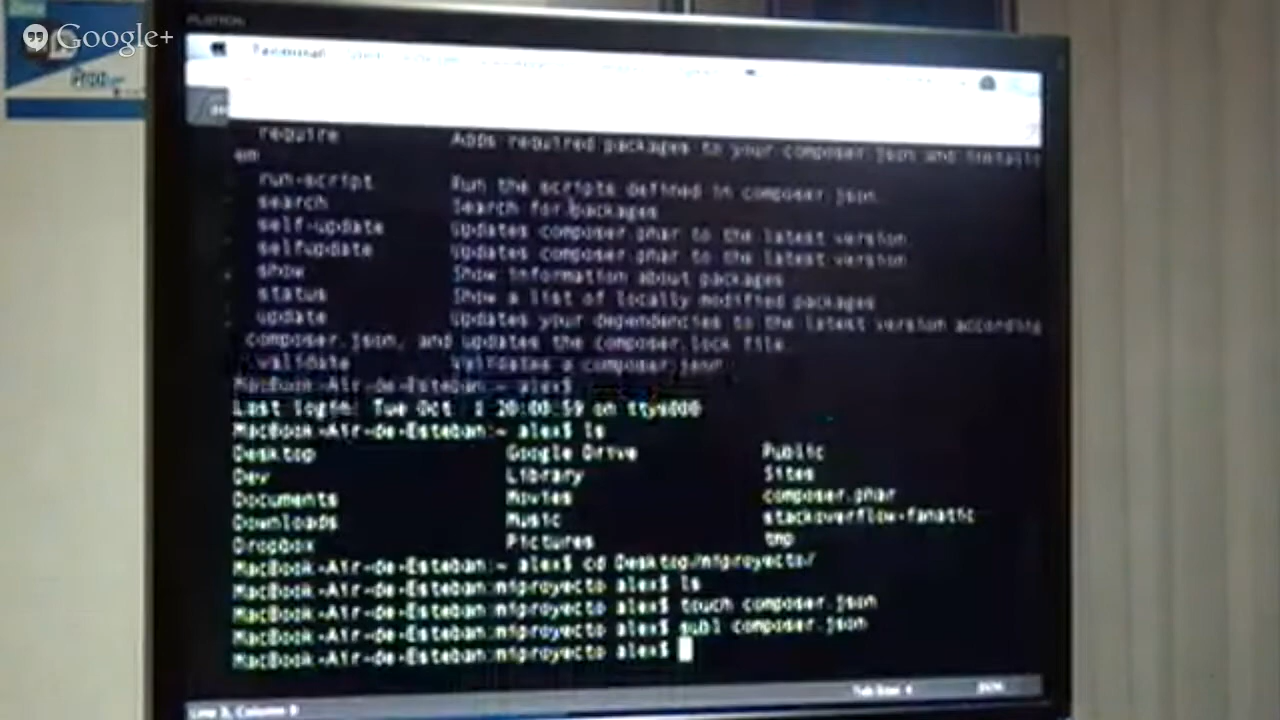 Google+
require Adds required packages to your composer.json and installs
em
run-script Run the scripts defined in composer.json.
search Search for packages
self-update Updates composer.phar to the latest version.
selfupdate Updates composer.phar to the latest version.
show Show information about packages
status Show a list of locally modified packages
update Updates your dependencies to the latest version according
composer.json, and updates the composer.lock file.
validate Validates a composer.json
MacBook-Air-de-Esteban:~ alex$
Last login: Tue Oct 1 20:00:59 on ttys000
MacBook-Air-de-Esteban:~ alex$ ls
Desktop Google Drive Public
Dev Library Sites
Documents Movies composer.phar
Downloads Music stackoverflow-fanatic
Dropbox Pictures tmp
MacBook-Air-de-Esteban:~ alex$ cd Desktop/miproyecto/
MacBook-Air-de-Esteban:miproyecto alex$ ls
MacBook-Air-de-Esteban:miproyecto alex$ touch composer.json
MacBook-Air-de-Esteban:miproyecto alex$ subl composer.json
MacBook-Air-de-Esteban:miproyecto alex$
Tab Size: 4 JSON